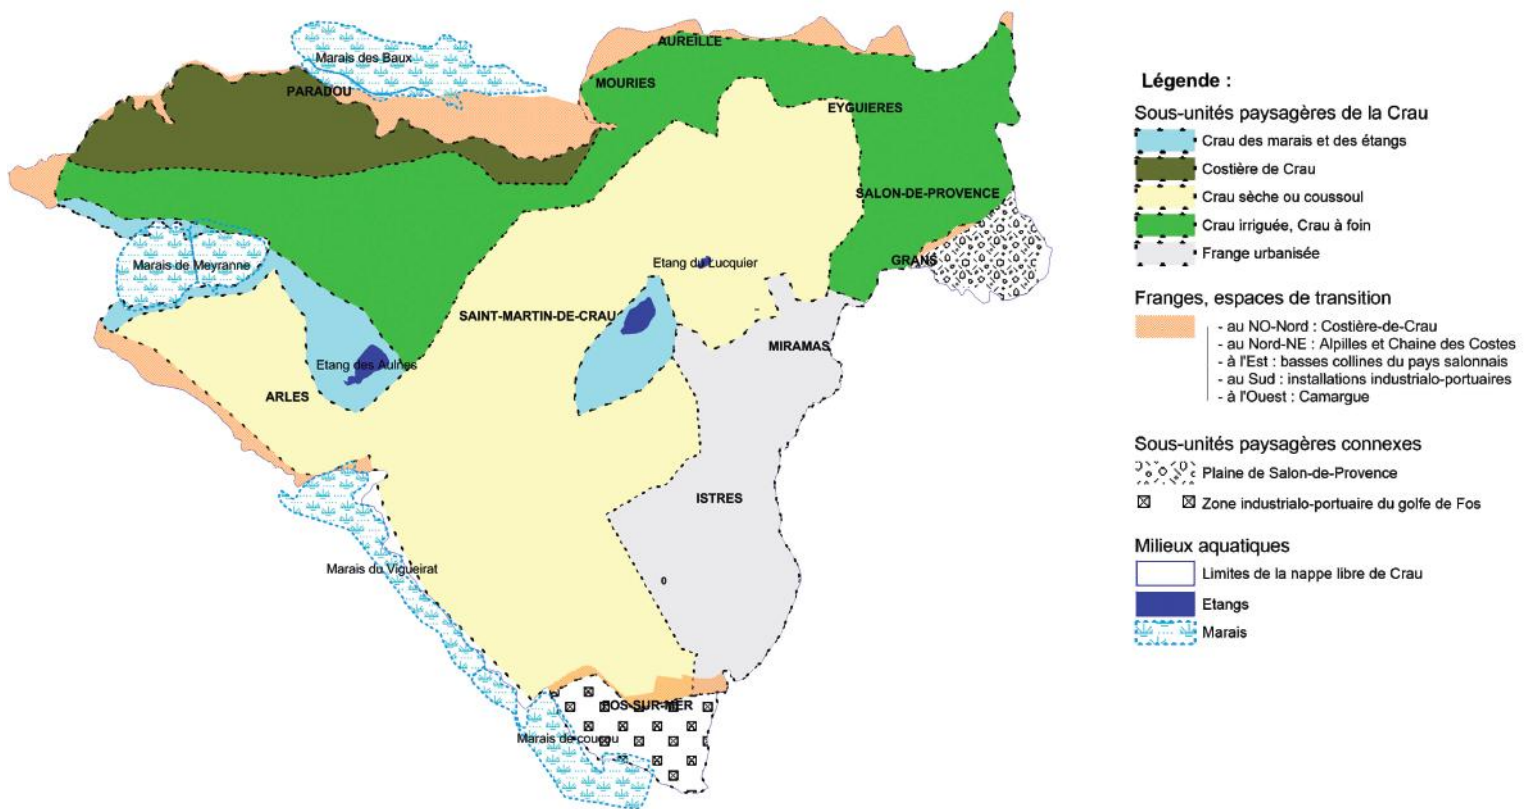 Marais des Baux
AUREILLE
MOURIES
PARADOU
EYGUIERES
SALON-DE-PROVENCE
GRANS
Marais de Meyranne
Etang du Lucquier
SAINT-MARTIN-DE-CRAU
MIRAMAS
Etang des Aulnes
ARLES
ISTRES
Marais du Vigueirat
0
FOS-SUR-MER
Marais de coucou
Légende :
Sous-unités paysagères de la Crau
Crau des marais et des étangs
Costière de Crau
Crau sèche ou coussoul
Crau irriguée, Crau à foin
Frange urbanisée
Franges, espaces de transition
- au NO-Nord : Costière-de-Crau
- au Nord-NE : Alpilles et Chaine des Costes
- à l'Est : basses collines du pays salonnais
- au Sud : installations industrialo-portuaires
- à l'Ouest : Camargue
Sous-unités paysagères connexes
Plaine de Salon-de-Provence
Zone industrialo-portuaire du golfe de Fos
Milieux aquatiques
Limites de la nappe libre de Crau
Etangs
Marais